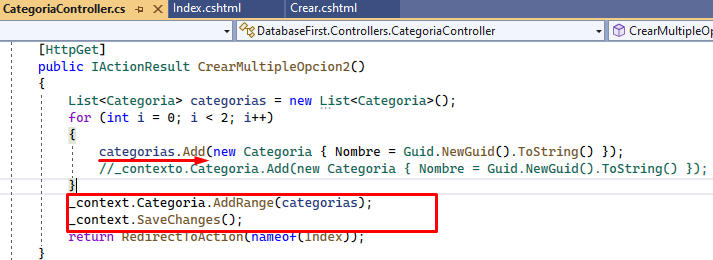 CategoriaController.cs Index.cshtml Crear.cshtml
DatabaseFirst.Controllers.CategoriaController CrearMultipleOp
[HttpGet]
public IActionResult CrearMultipleOpcion2()
{
List<Categoria> categorias = new List<Categoria>();
for (int i = 0; i < 2; i++)
{
categorias.Add(new Categoria { Nombre = Guid.NewGuid().ToString() });
//_contexto.Categoria.Add(new Categoria { Nombre = Guid.NewGuid().ToString() });
}
_context.Categoria.AddRange(categorias);
_context.SaveChanges();
return RedirectToAction(nameof(Index));
}